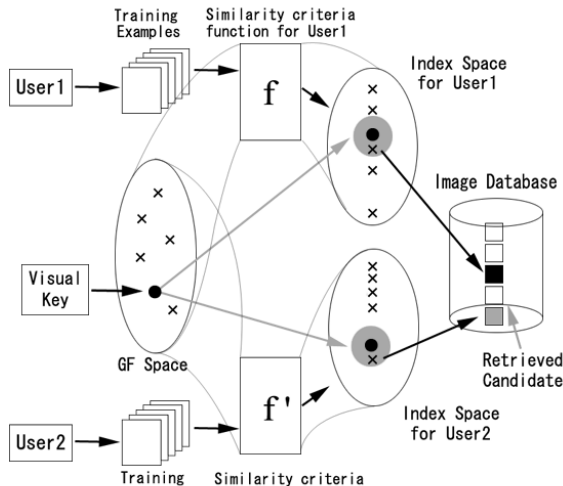 Training
Examples
Similarity criteria
function for User1
User1
f
Index Space
for User1
Image Database
Visual
Key
GF Space
Retrieved
Candidate
f'
Index Space
for User2
User2
Training
Similarity criteria